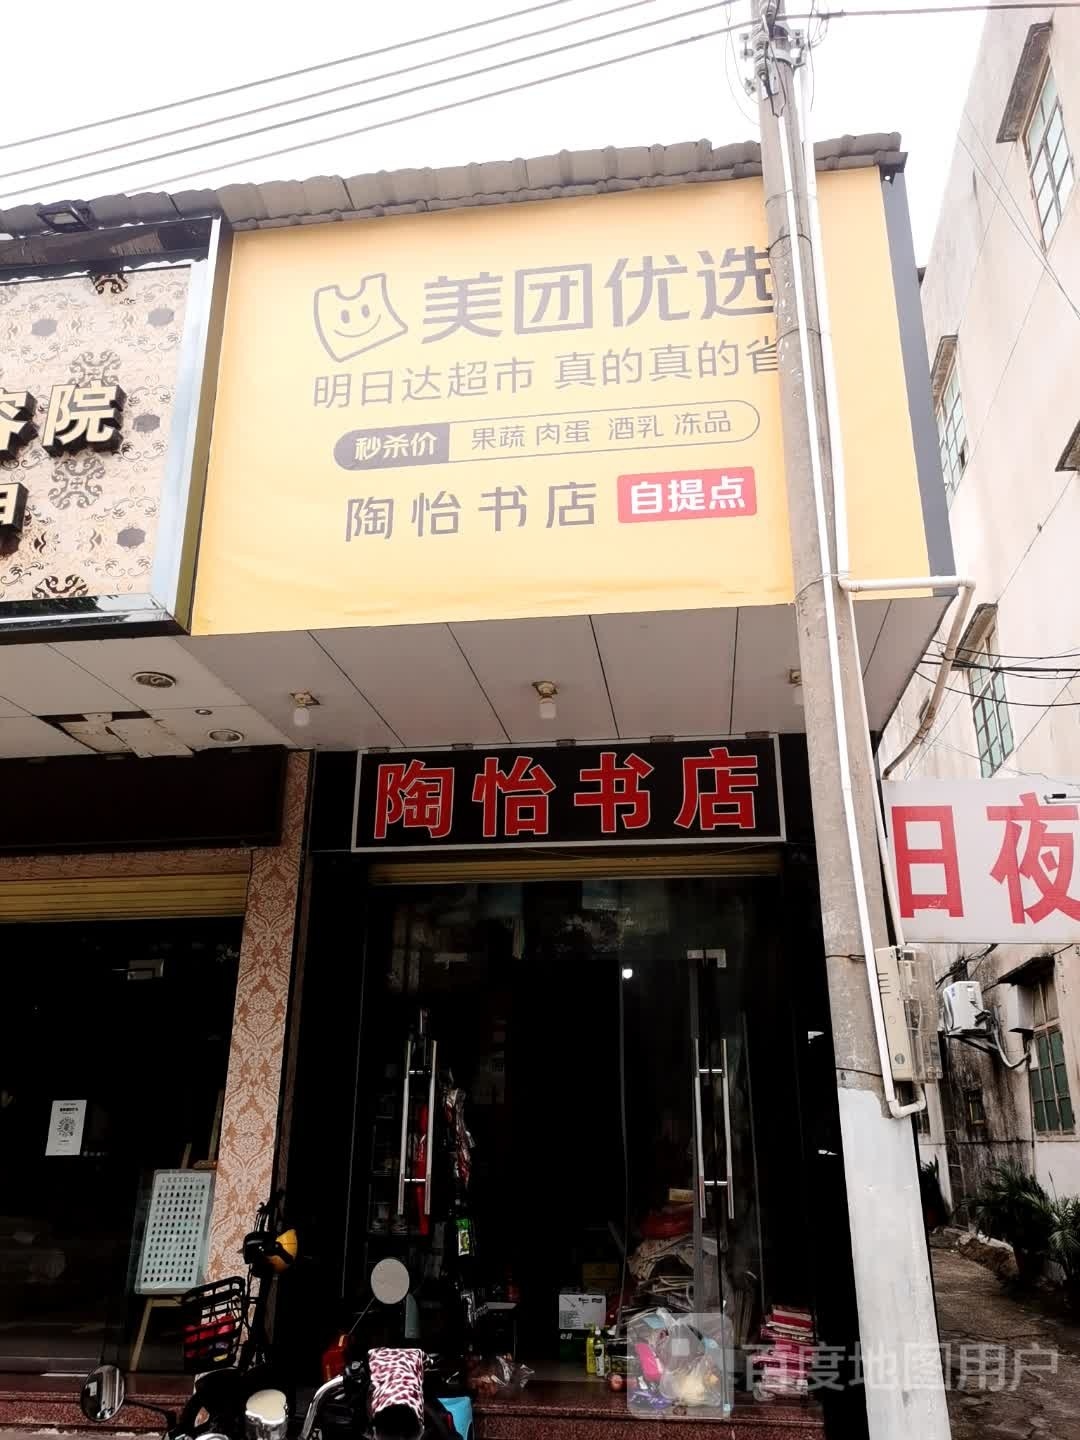 美团优选
明日达超市 真的真的省
秒杀价 果蔬 肉蛋 酒乳 冻品
陶怡书店 自提点
容院
陶怡书店
日夜
百度地图用户